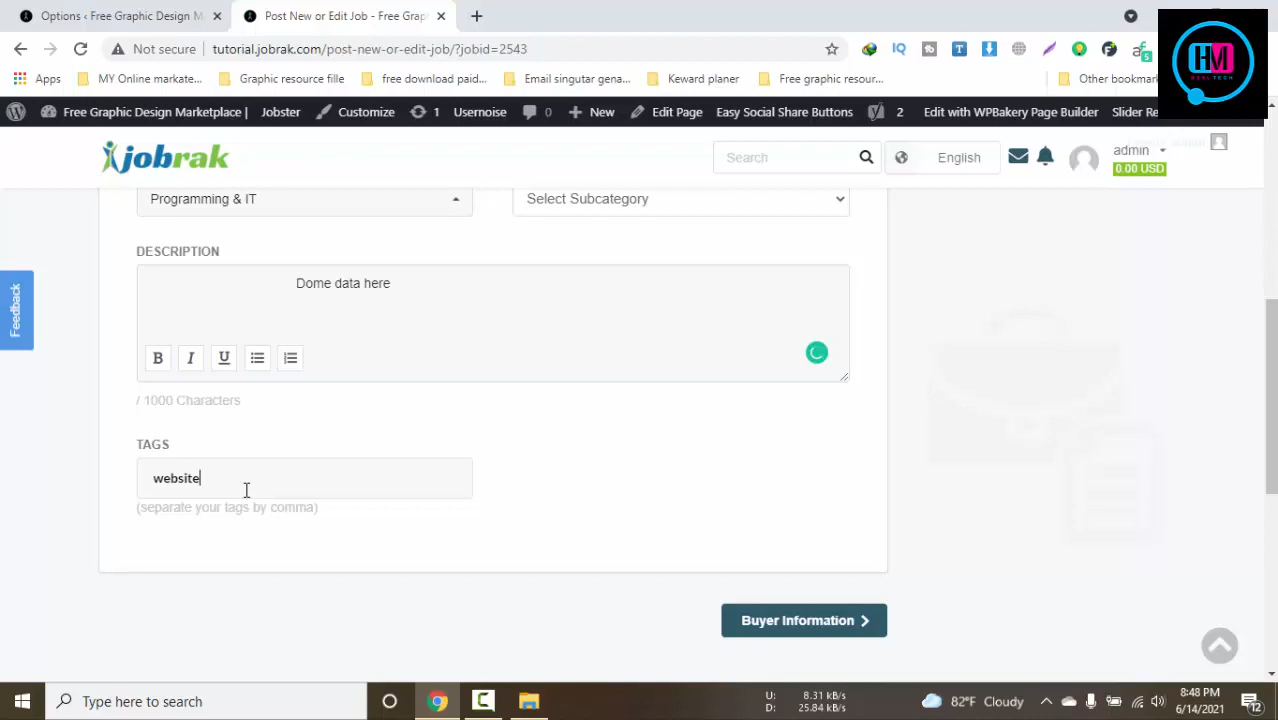 Options ‹ Free Graphic Design M
Post New or Edit Job - Free Grap
HM
REAL TECH
Not secure
tutorial.jobrak.com/post-new-or-edit-job/?jobid=2543
Apps
MY Online markate...
Graphic resource fille
free download paid...
Email singutar gena...
Keward planer
Free graphic resour...
Other bookmark
Free Graphic Design Marketplace |
Jobster
Customize
1
Usernoise
0
New
Edit Page
Easy Social Share Buttons
2
Edit with WPBakery Page Builder
Slider Re
jobrak
Search
English
admin
0.00 USD
Programming & IT
Select Subcategory
DESCRIPTION
Dome data here
B I U
/ 1000 Characters
TAGS
website
(separate your tags by comma)
Feedback
Buyer Information
Type here to search
U: 8.31 kB/s
D: 25.84 kB/s
82°F Cloudy
8:48 PM
6/14/2021
12